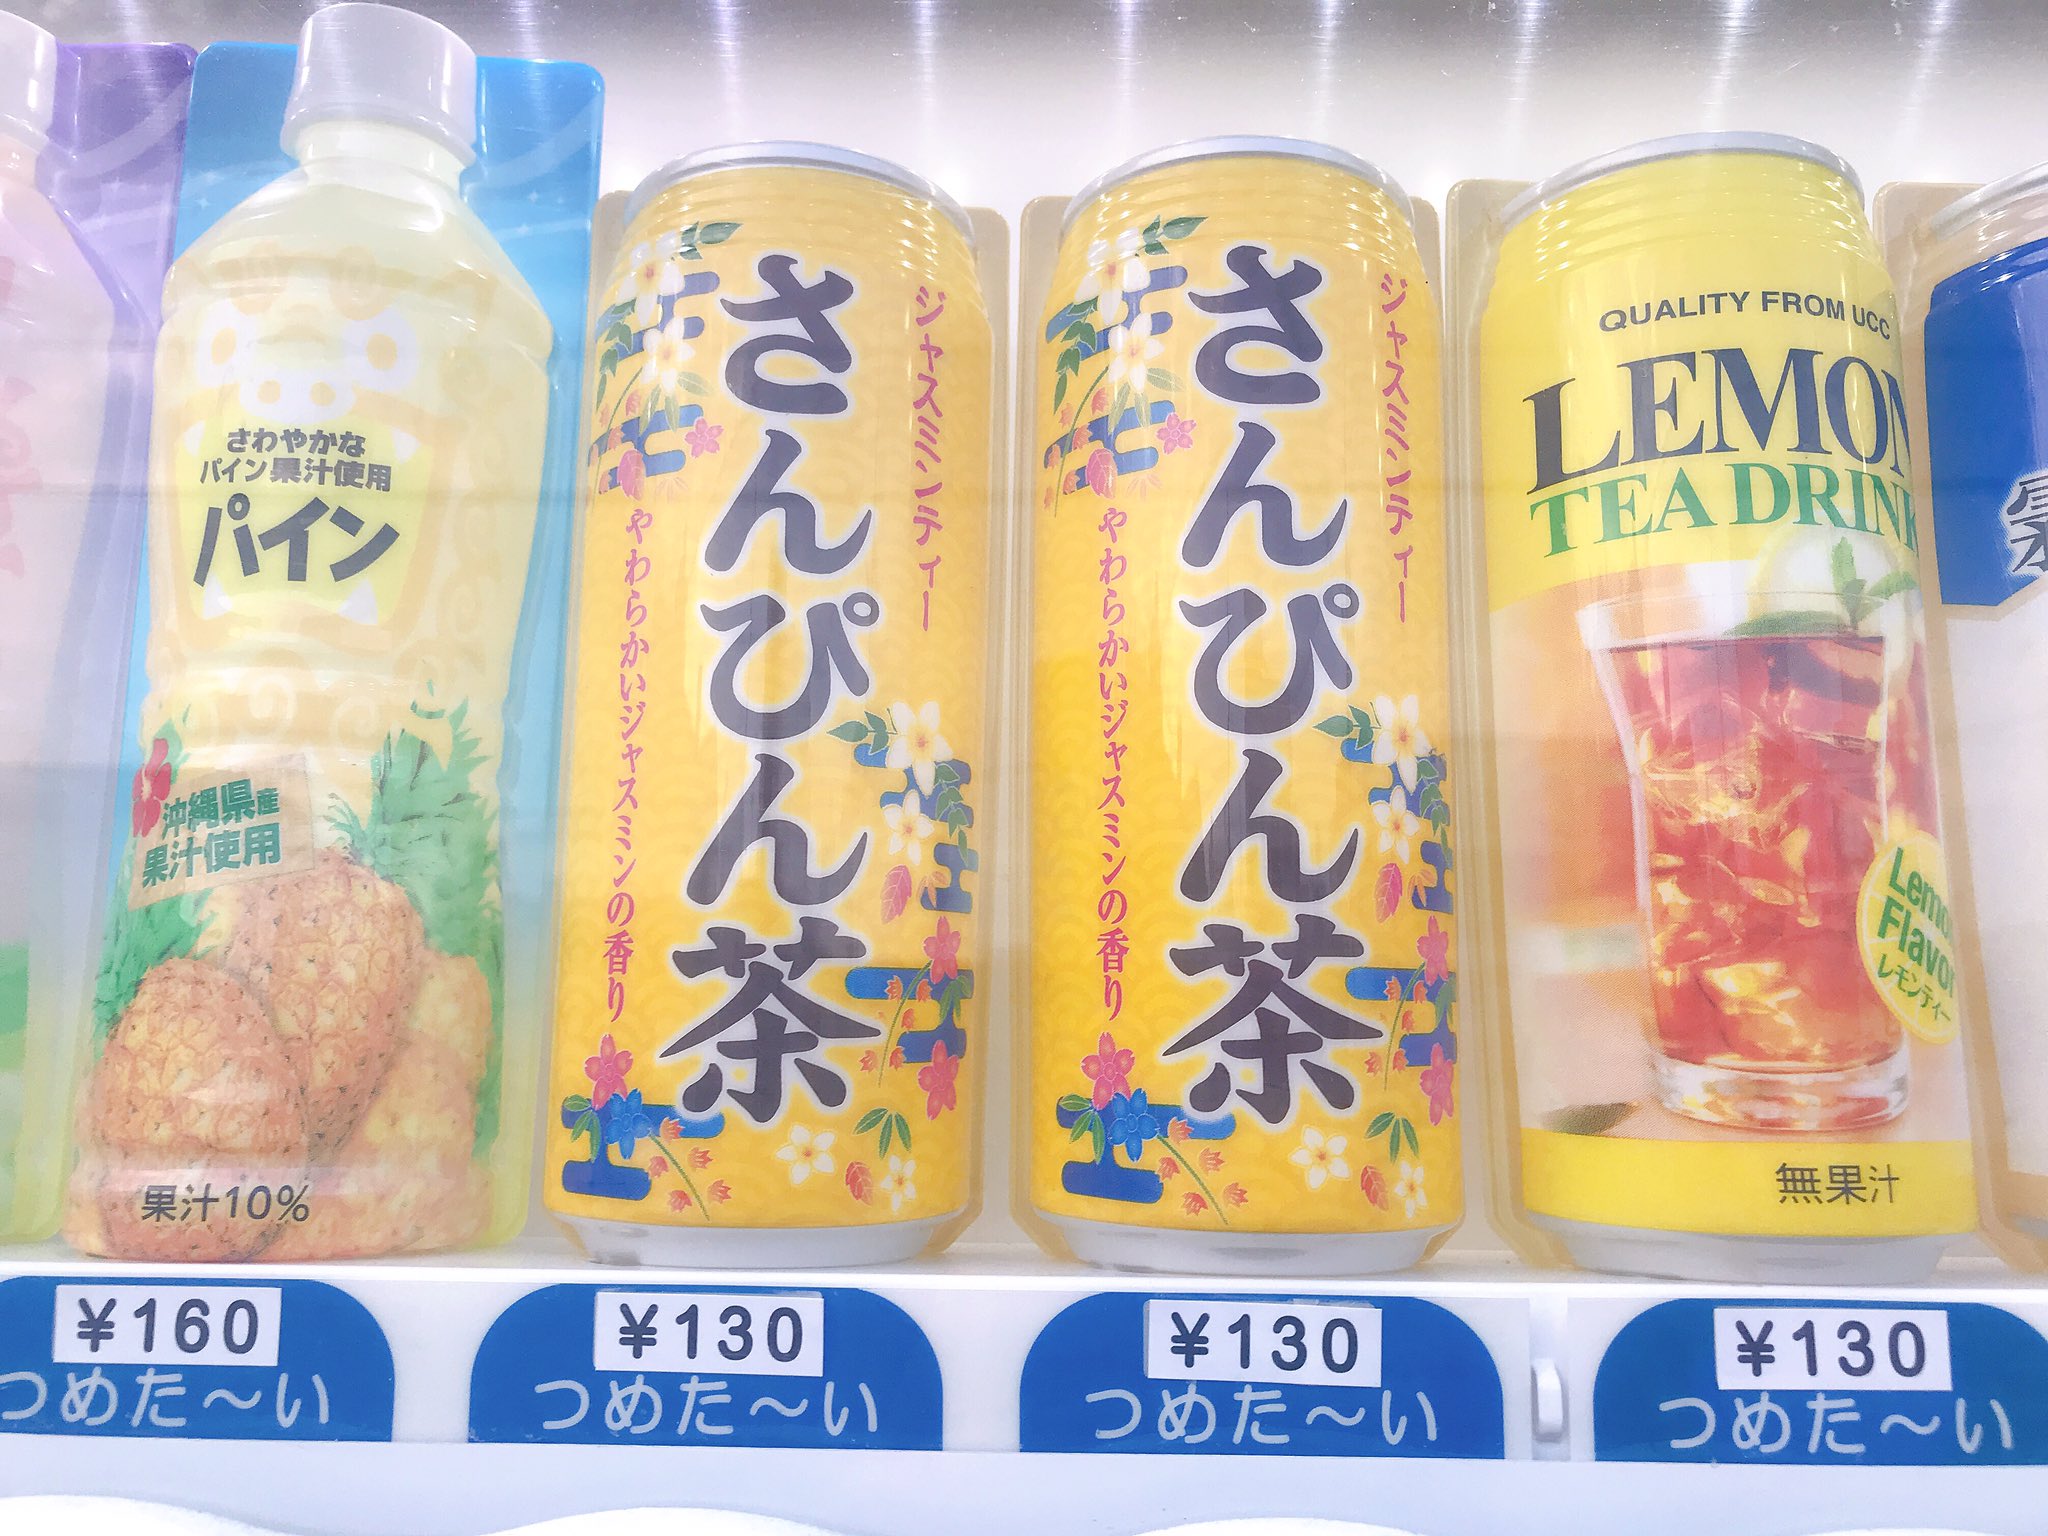 さわやかな
パイン果汁使用
パイン
沖縄県産
果汁使用
果汁10%
ジャスミンティー
さんぴん茶
やわらかいジャスミンの香り
ジャスミンティー
さんぴん茶
やわらかいジャスミンの香り
QUALITY FROM UCC
LEMON
TEA DRINK
Lemon
Flavor
レモンティー
無果汁
¥160
つめた〜い
¥130
つめた〜い
¥130
つめた〜い
¥130
つめた〜い